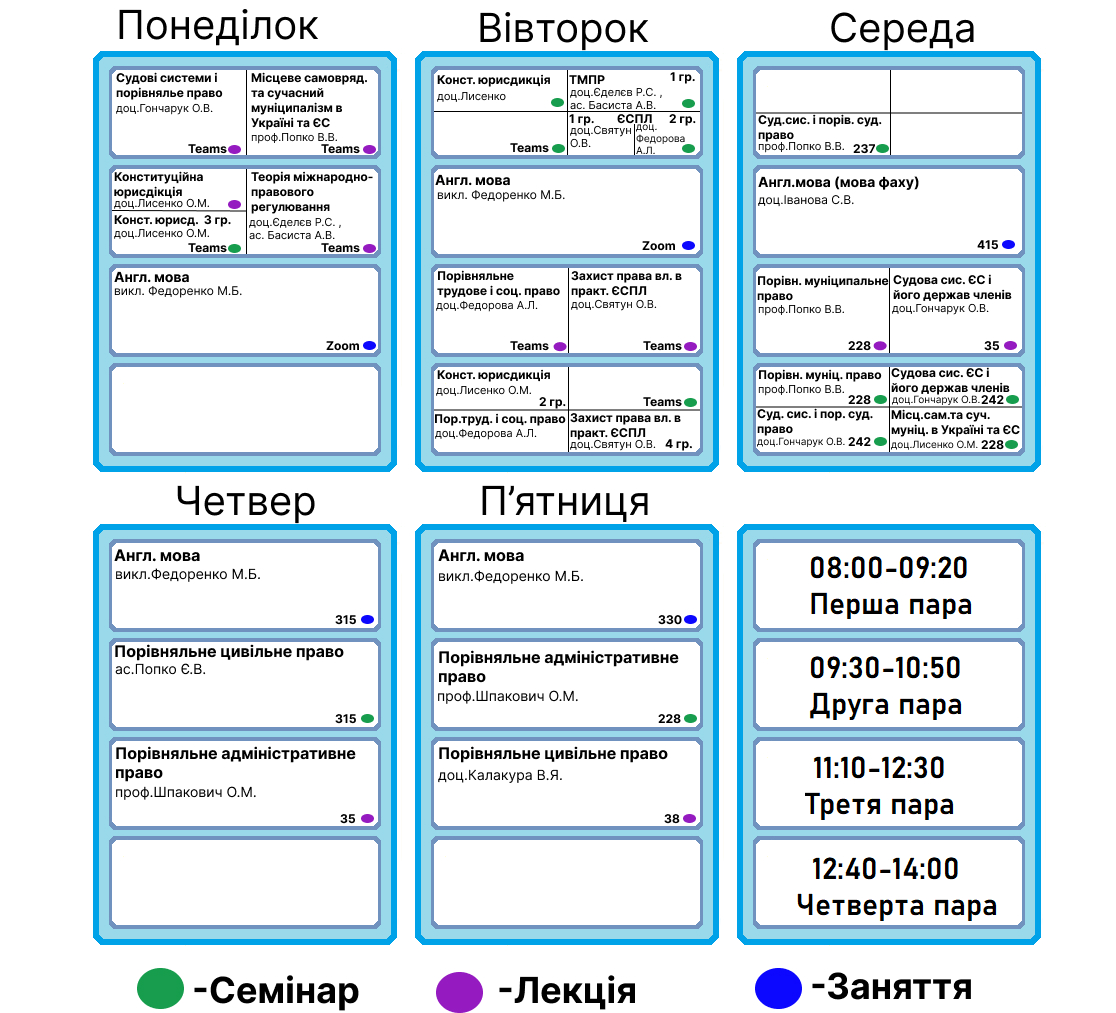 Понеділок
Судові системи і
порівнялье право
доц.Гончарук О.В.
Teams
Місцеве самовряд.
та сучасний
муніципалізм в
Україні та ЄС
проф.Попко В.В.
Teams
Конституційна
юрисдікція
доц.Лисенко О.М.
Конст. юрисд. 3 гр.
доц.Лисенко О.М.
Teams
Теорія міжнародно-
правового
регулювання
доц.Єделєв Р.С. ,
ас. Басиста А.В.
Teams
Англ. мова
викл. Федоренко М.Б.
Zoom
Вівторок
Конст. юрисдикція
доц.Лисенко
Teams
ТМПР 1 гр.
доц.Єделєв Р.С. ,
ас. Басиста А.В.
1 гр. ЄСПЛ 2 гр.
доц.Святун
О.В.
доц.
Федорова
А.Л.
Англ. мова
викл. Федоренко М.Б.
Zoom
Порівняльне
трудове і соц. право
доц.Федорова А.Л.
Teams
Захист права вл. в
практ. ЄСПЛ
доц.Святун О.В.
Teams
Конст. юрисдикція
доц.Лисенко О.М.
2 гр.
Teams
Пор.труд. і соц. право
доц.Федорова А.Л.
Захист права вл. в
практ. ЄСПЛ
доц.Святун О.В. 4 гр.
Середа
Суд.сис. і порів. суд.
право
проф.Попко В.В. 237
Англ.мова (мова фаху)
доц.Іванова С.В.
415
Порівн. муніципальне
право
проф.Попко В.В.
228
Судова сис. ЄС і
його держав членів
доц.Гончарук О.В.
35
Порівн. муніц. право
проф.Попко В.В.
228
Судова сис. ЄС і
його держав членів
доц.Гончарук О.В. 242
Суд. сис. і пор. суд.
право
доц.Гончарук О.В. 242
Місц.сам.та суч.
муніц. в Україні та ЄС
доц.Лисенко О.М. 228
Четвер
Англ. мова
викл.Федоренко М.Б.
315
Порівняльне цивільне право
ас.Попко Є.В.
315
Порівняльне адміністративне
право
проф.Шпакович О.М.
35
П’ятниця
Англ. мова
викл.Федоренко М.Б.
330
Порівняльне адміністративне
право
проф.Шпакович О.М.
228
Порівняльне цивільне право
доц.Калакура В.Я.
38
08:00-09:20
Перша пара
09:30-10:50
Друга пара
11:10-12:30
Третя пара
12:40-14:00
Четверта пара
-Семінар
-Лекція
-Заняття